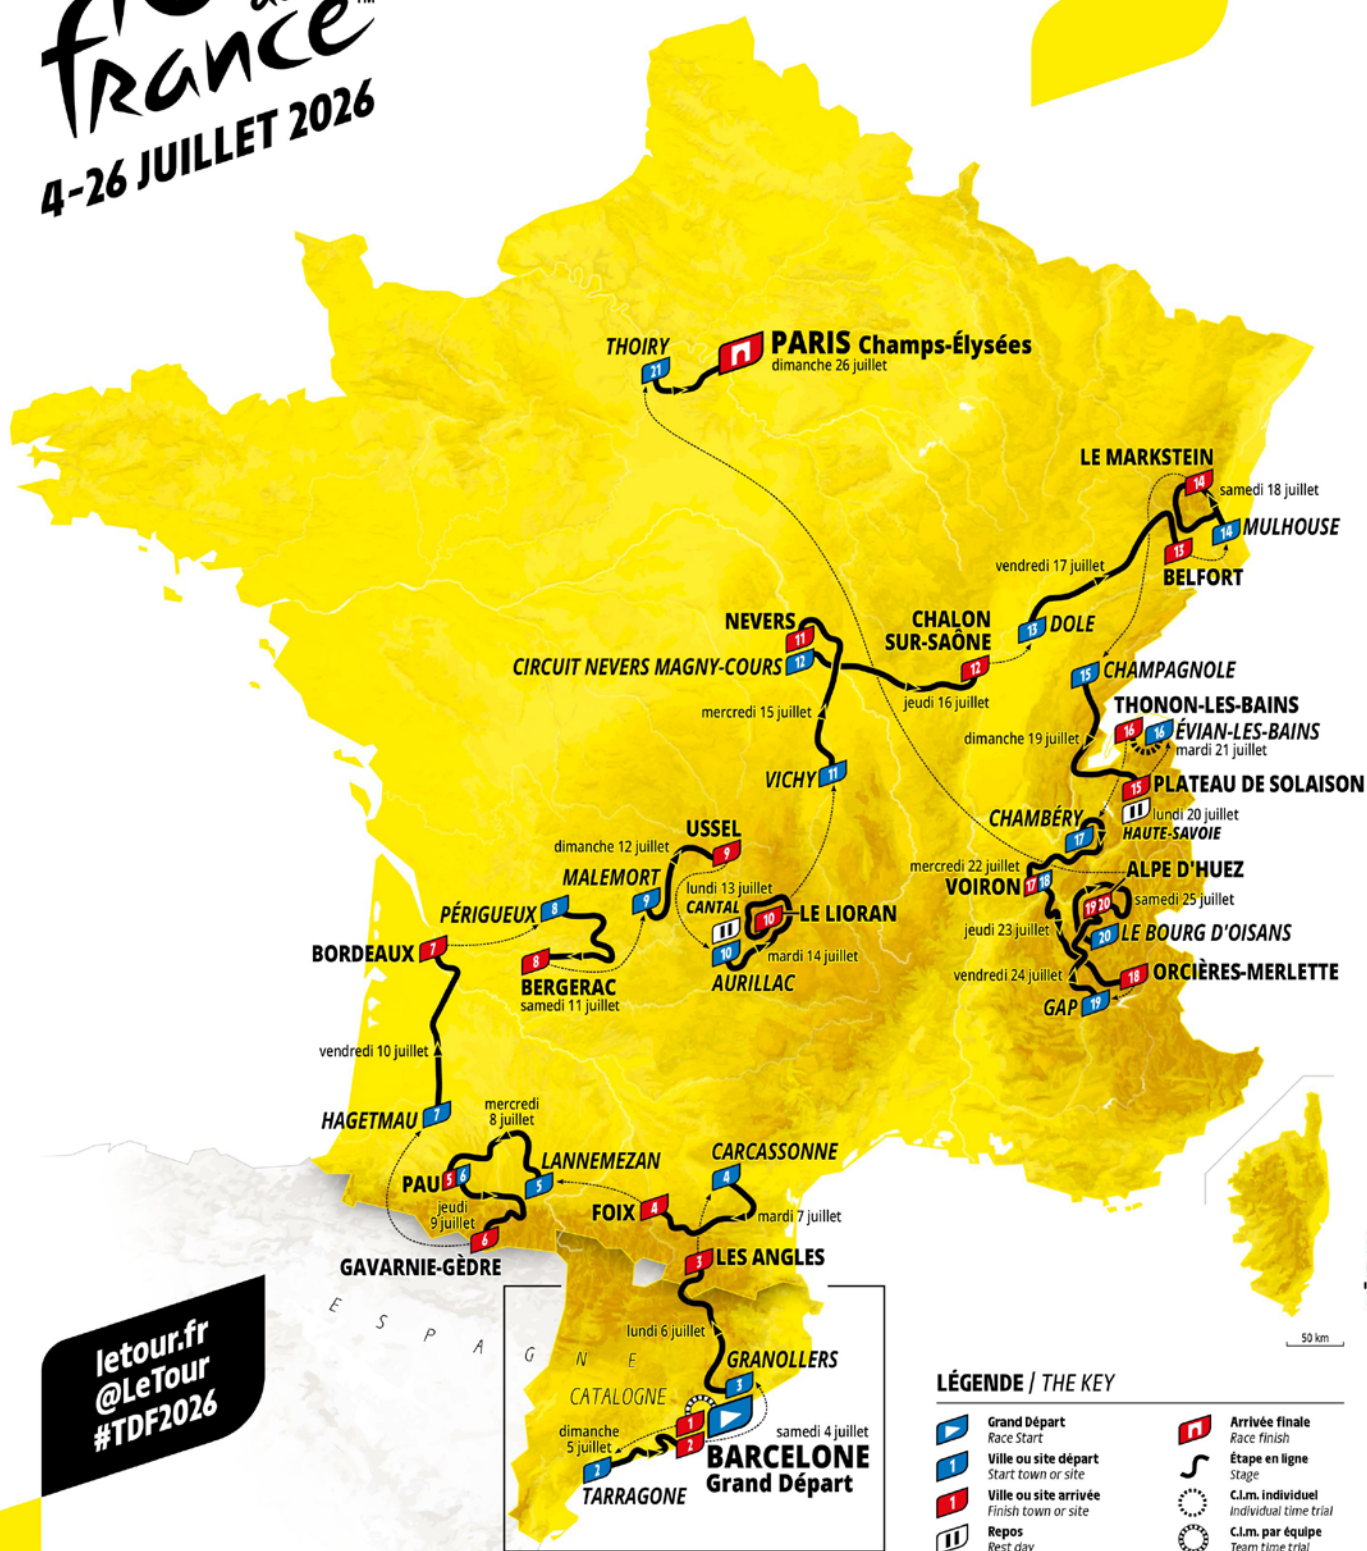 FRANCE™
4-26 JUILLET 2026
THOIRY
21
PARIS Champs-Élysées
dimanche 26 juillet
LE MARKSTEIN
14
samedi 18 juillet
14
MULHOUSE
13
BELFORT
vendredi 17 juillet
NEVERS
11
CHALON
SUR-SAÔNE
13
DOLE
CIRCUIT NEVERS MAGNY-COURS
12
12
jeudi 16 juillet
15
CHAMPAGNOLE
mercredi 15 juillet
THONON-LES-BAINS
16
16
ÉVIAN-LES-BAINS
mardi 21 juillet
dimanche 19 juillet
VICHY
11
15
PLATEAU DE SOLAISON
lundi 20 juillet
HAUTE-SAVOIE
CHAMBÉRY
17
USSEL
9
dimanche 12 juillet
mercredi 22 juillet
VOIRON
17
18
ALPE D'HUEZ
MALEMORT
9
lundi 13 juillet
CANTAL
19
20
samedi 25 juillet
PÉRIGUEUX
8
10
LE LIORAN
jeudi 23 juillet
20
LE BOURG D'OISANS
BORDEAUX
7
8
10
mardi 14 juillet
BERGERAC
samedi 11 juillet
AURILLAC
vendredi 24 juillet
18
ORCIÈRES-MERLETTE
GAP
19
vendredi 10 juillet
HAGETMAU
7
mercredi
8 juillet
LANNEMEZAN
5
CARCASSONNE
4
PAU
5
6
jeudi
9 juillet
FOIX
4
mardi 7 juillet
6
GAVARNIE-GÈDRE
3
LES ANGLES
ESPAGNE
lundi 6 juillet
GRANOLLERS
3
CATALOGNE
1
2
samedi 4 juillet
BARCELONE
Grand Départ
dimanche
5 juillet
2
TARRAGONE
50 km
letour.fr
@LeTour
#TDF2026
LÉGENDE / THE KEY
Grand Départ
Race Start
1
Ville ou site départ
Start town or site
1
Ville ou site arrivée
Finish town or site
Repos
Rest day
Arrivée finale
Race finish
Étape en ligne
Stage
C.l.m. individuel
Individual time trial
C.l.m. par équipe
Team time trial